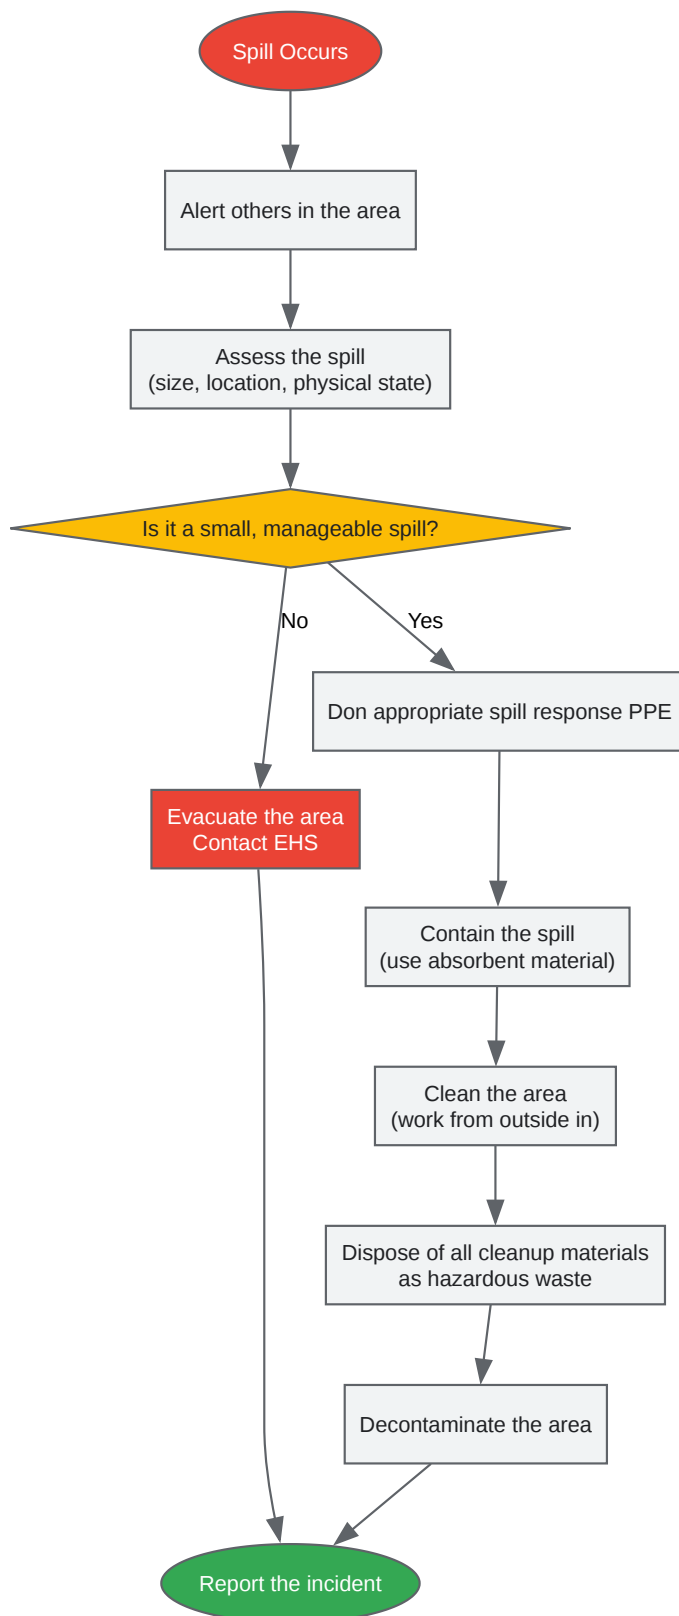 Spill Occurs
Alert others in the area
Assess the spill
(size, location, physical state)
Is it a small, manageable spill?
No
Yes
Don appropriate spill response PPE
Evacuate the area
Contact EHS
Contain the spill
(use absorbent material)
Clean the area
(work from outside in)
Dispose of all cleanup materials
as hazardous waste
Decontaminate the area
Report the incident